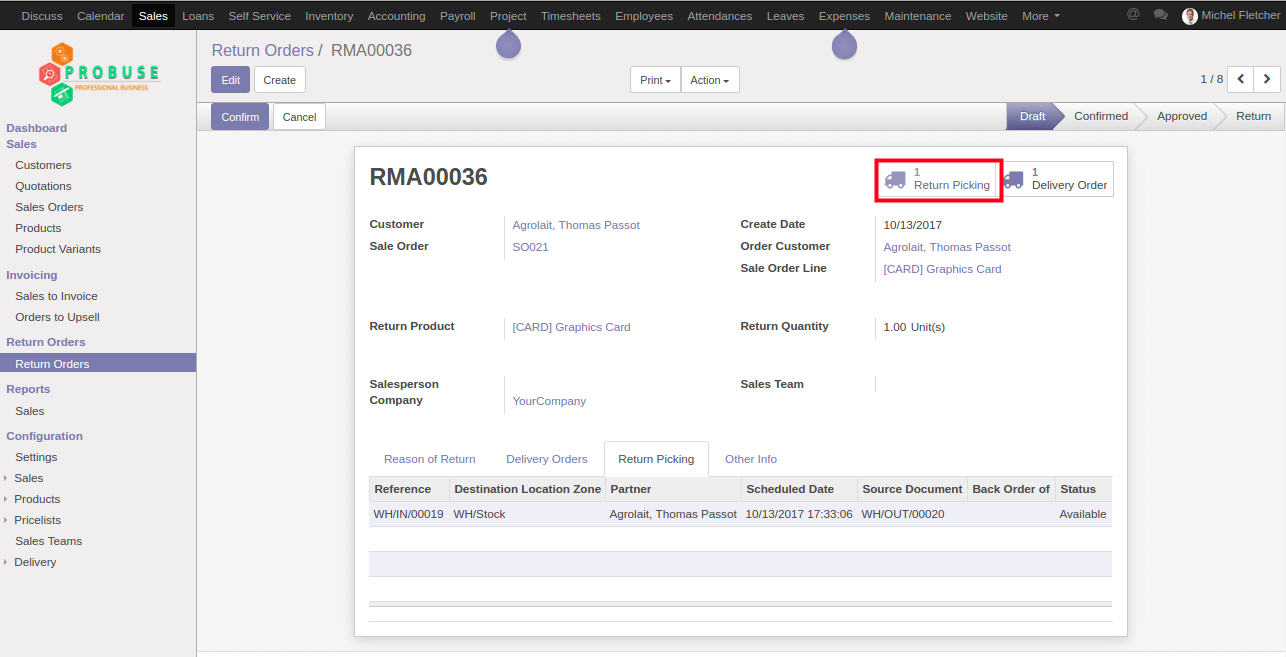 Discuss Calendar Sales Loans Self Service Inventory Accounting Payroll Project Timesheets Employees Attendances Leaves Expenses Maintenance Website More @ Michel Fletcher
PROBUSE
PROFESSIONAL BUSINESS
Return Orders / RMA00036
Edit Create Print Action 1 / 8
Confirm Cancel Draft Confirmed Approved Return
Dashboard
Sales
Customers
Quotations
Sales Orders
Products
Product Variants
Invoicing
Sales to Invoice
Orders to Upsell
Return Orders
Return Orders
Reports
Sales
Configuration
Settings
Sales
Products
Pricelists
Sales Teams
Delivery
RMA00036
1
Return Picking
1
Delivery Order
Customer Agrolait, Thomas Passot Create Date 10/13/2017
Sale Order SO021 Order Customer Agrolait, Thomas Passot
Sale Order Line [CARD] Graphics Card
Return Product [CARD] Graphics Card Return Quantity 1.00 Unit(s)
Salesperson Sales Team
Company YourCompany
Reason of Return Delivery Orders Return Picking Other Info
Reference Destination Location Zone Partner Scheduled Date Source Document Back Order of Status
WH/IN/00019 WH/Stock Agrolait, Thomas Passot 10/13/2017 17:33:06 WH/OUT/00020 Available